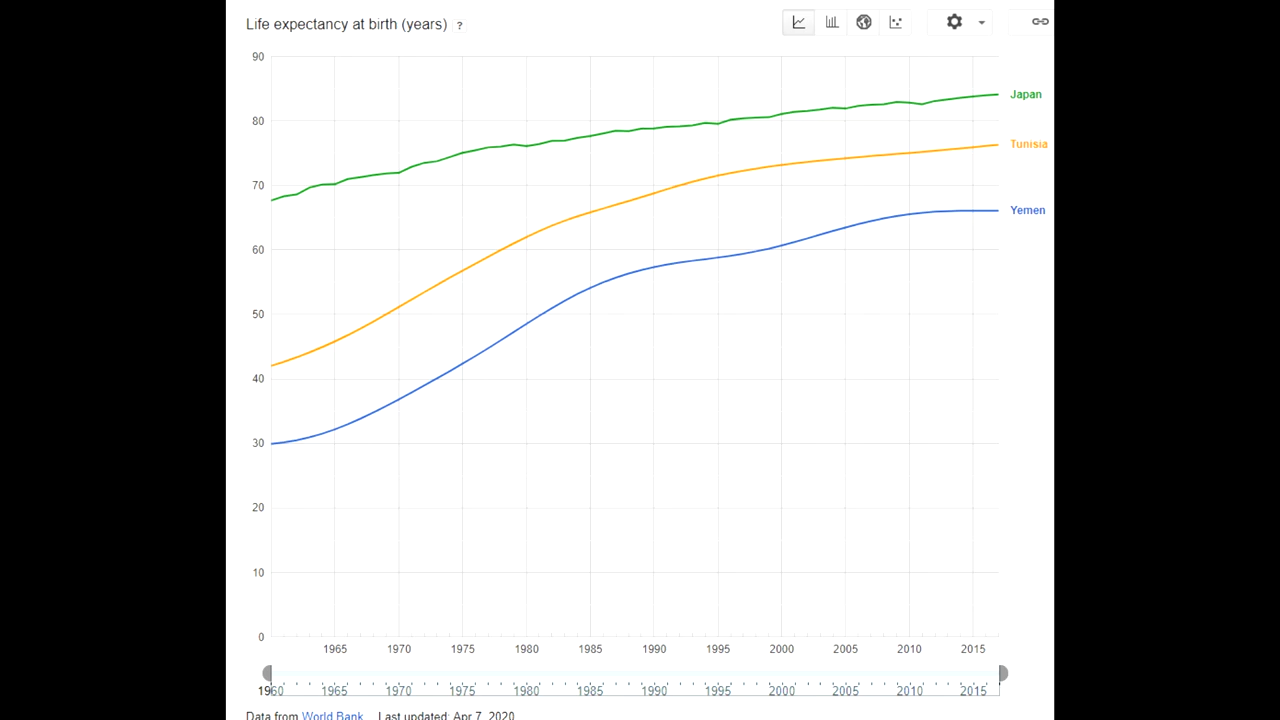 Life expectancy at birth (years) ?
90
80
70
60
50
40
30
20
10
0
Japan
Tunisia
Yemen
1965 1970 1975 1980 1985 1990 1995 2000 2005 2010 2015
1960 1965 1970 1975 1980 1985 1990 1995 2000 2005 2010 2015
Data from World Bank Last updated: Apr 7, 2020